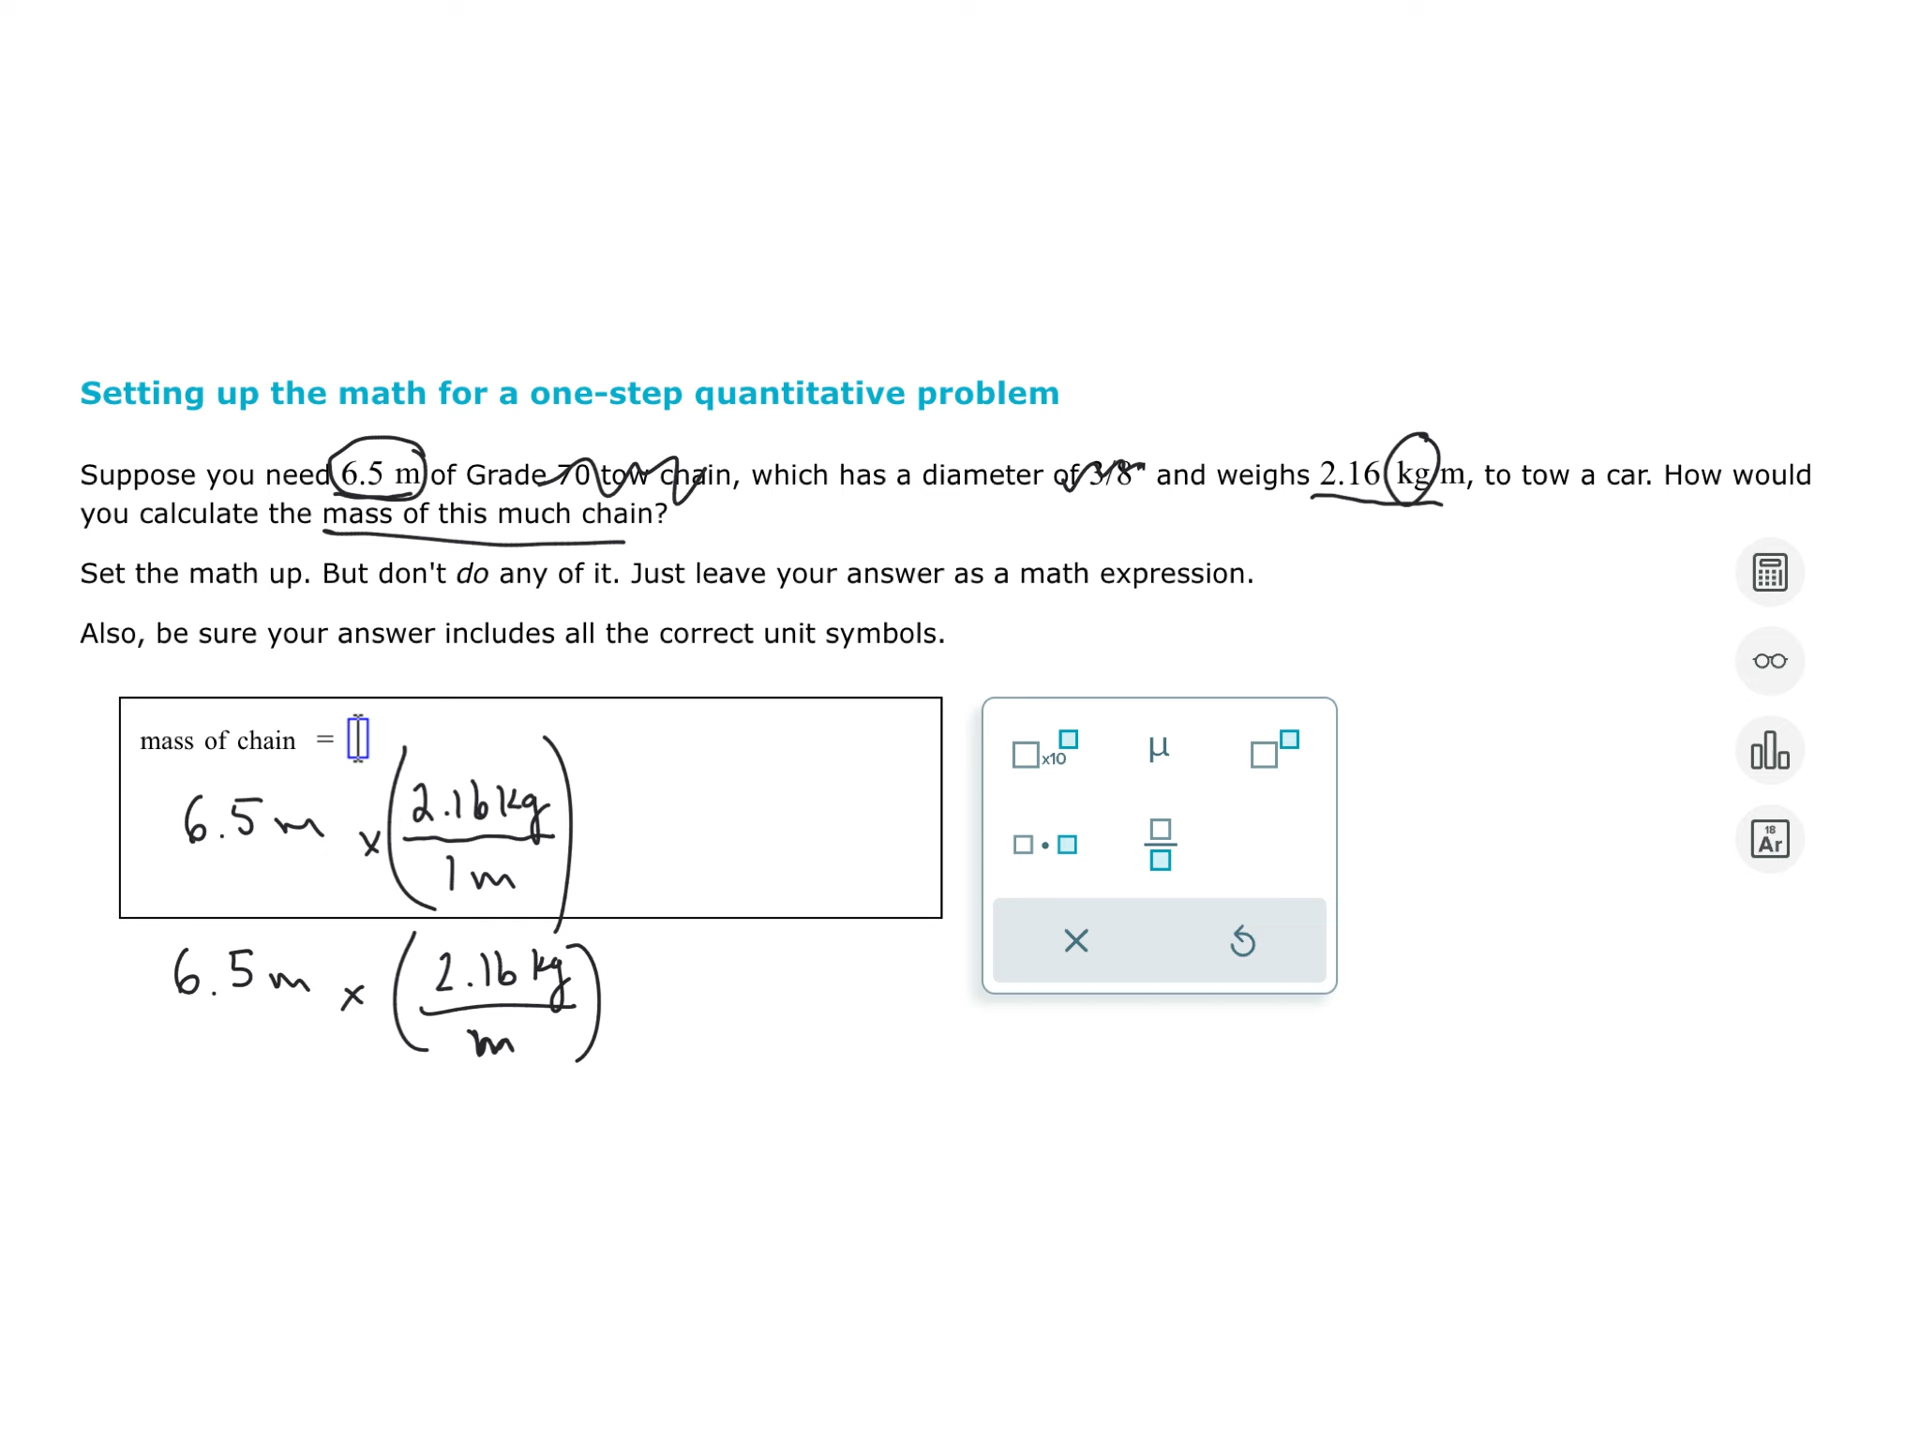 Setting up the math for a one-step quantitative problem
Suppose you need 6.5 m of Grade 70 tow chain, which has a diameter of 3/8" and weighs 2.16 kg/m, to tow a car. How would
you calculate the mass of this much chain?
Set the math up. But don't do any of it. Just leave your answer as a math expression.
Also, be sure your answer includes all the correct unit symbols.
mass of chain =
6.5 m x (2.16 kg / 1 m)
6.5 m x (2.16 kg / m)
□x10□ μ □□
□ • □
18
Ar